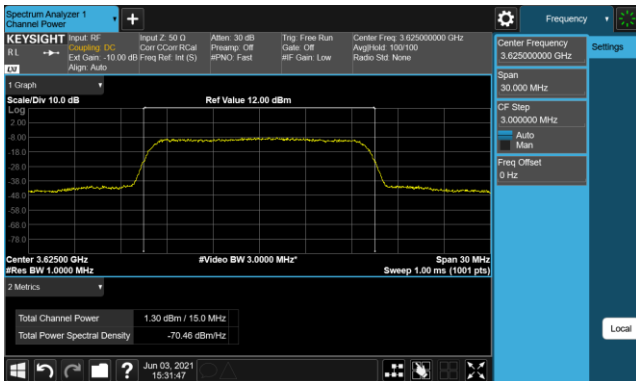 Spectrum Analyzer 1
Channel Power
+
Frequency
KEYSIGHT
RL
LXI
Input: RF
Coupling: DC
Ext Gain: -10.00 dB
Align: Auto
Input Z: 50 Ω
Corr CCorr RCal
Freq Ref: Int (S)
Atten: 30 dB
Preamp: Off
#PNO: Fast
Trig: Free Run
Gate: Off
#IF Gain: Low
Center Freq: 3.625000000 GHz
Avg|Hold: 100/100
Radio Std: None
Center Frequency
3.625000000 GHz
Settings
Span
30.000 MHz
CF Step
3.000000 MHz
Auto
Man
Freq Offset
0 Hz
Local
1 Graph
Scale/Div 10.0 dB
Ref Value 12.00 dBm
Log
2.00
-8.00
-18.0
-28.0
-38.0
-48.0
-58.0
-68.0
-78.0
Center 3.62500 GHz
#Video BW 3.0000 MHz*
Span 30 MHz
#Res BW 1.0000 MHz
Sweep 1.00 ms (1001 pts)
2 Metrics
Total Channel Power
1.30 dBm / 15.0 MHz
Total Power Spectral Density
-70.46 dBm/Hz
?
Jun 03, 2021
15:31:47